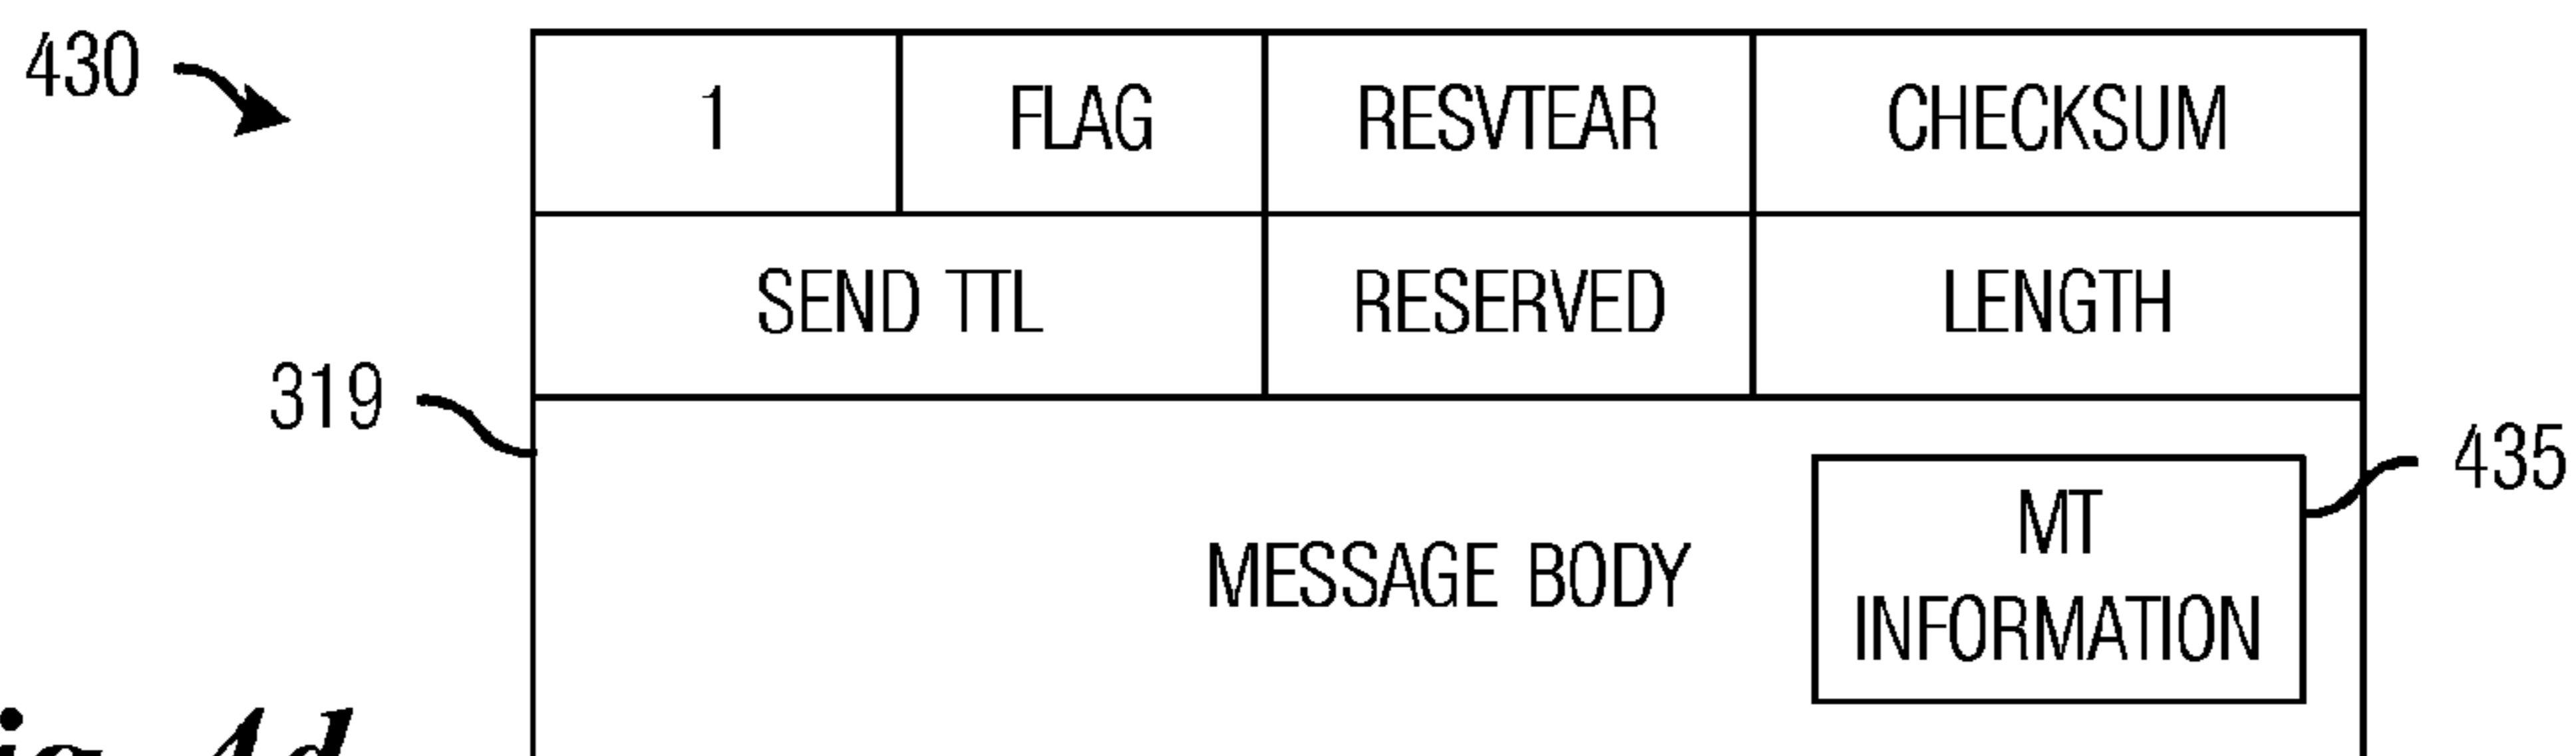 430
1 FLAG RESVTEAR CHECKSUM
SEND TTL RESERVED LENGTH
319
435
MESSAGE BODY
MT
INFORMATION